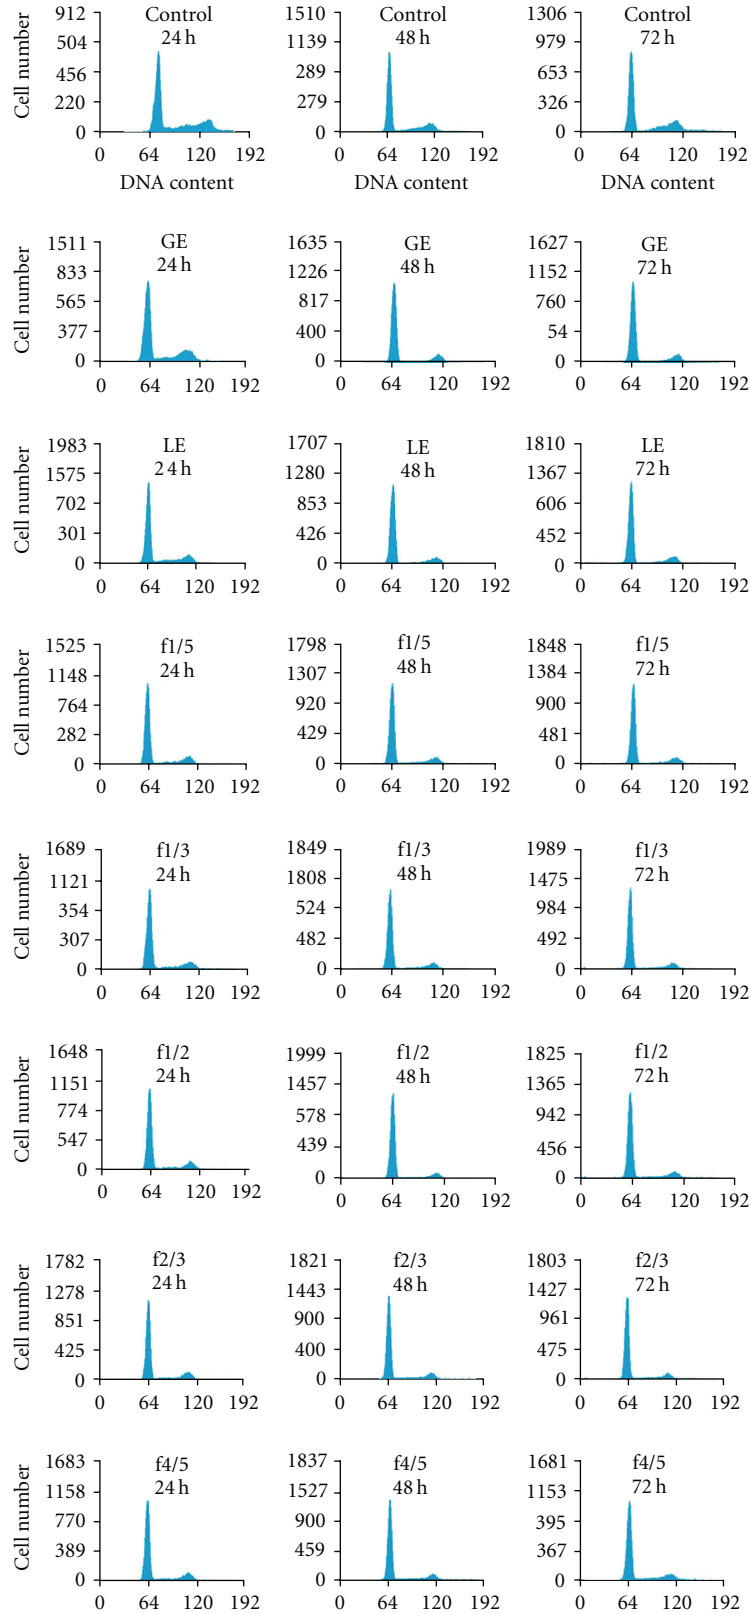 Control 24 h
Cell number
912
504
456
220
0
0 64 120 192
DNA content
Control 48 h
1510
1139
289
279
0
0 64 120 192
DNA content
Control 72 h
1306
979
653
326
0
0 64 120 192
DNA content
GE 24 h
Cell number
1511
833
565
377
0
0 64 120 192
GE 48 h
1635
1226
817
400
0
0 64 120 192
GE 72 h
1627
1152
760
54
0
0 64 120 192
LE 24 h
Cell number
1983
1575
702
301
0
0 64 120 192
LE 48 h
1707
1280
853
426
0
0 64 120 192
LE 72 h
1810
1367
606
452
0
0 64 120 192
f1/5 24 h
Cell number
1525
1148
764
282
0
0 64 120 192
f1/5 48 h
1798
1307
920
429
0
0 64 120 192
f1/5 72 h
1848
1384
900
481
0
0 64 120 192
f1/3 24 h
Cell number
1689
1121
354
307
0
0 64 120 192
f1/3 48 h
1849
1808
524
482
0
0 64 120 192
f1/3 72 h
1989
1475
984
492
0
0 64 120 192
f1/2 24 h
Cell number
1648
1151
774
547
0
0 64 120 192
f1/2 48 h
1999
1457
578
439
0
0 64 120 192
f1/2 72 h
1825
1365
942
456
0
0 64 120 192
f2/3 24 h
Cell number
1782
1278
851
425
0
0 64 120 192
f2/3 48 h
1821
1443
900
400
0
0 64 120 192
f2/3 72 h
1803
1427
961
475
0
0 64 120 192
f4/5 24 h
Cell number
1683
1158
770
389
0
0 64 120 192
f4/5 48 h
1837
1527
900
459
0
0 64 120 192
f4/5 72 h
1681
1153
395
367
0
0 64 120 192